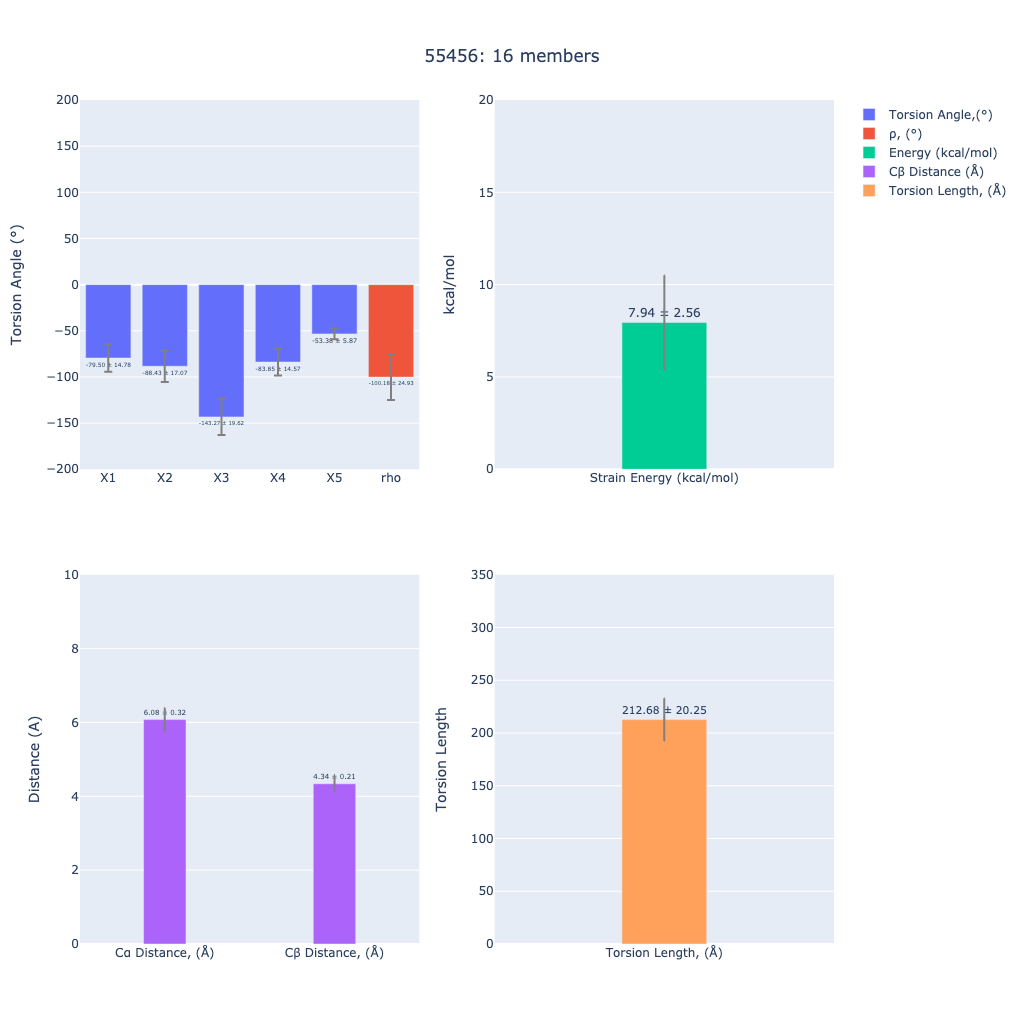 55456: 16 members
Torsion Angle (°)
200
150
100
50
0
−50
−100
−150
−200
-79.50 ± 14.78
-88.43 ± 17.07
-143.27 ± 19.62
-83.85 ± 14.57
-53.38 ± 5.87
-100.18 ± 24.93
X1 X2 X3 X4 X5 rho
kcal/mol
20
15
10
5
0
7.94 ± 2.56
Strain Energy (kcal/mol)
Torsion Angle,(°)
ρ, (°)
Energy (kcal/mol)
Cβ Distance (Å)
Torsion Length, (Å)
Distance (A)
10
8
6
4
2
0
6.08 ± 0.32
4.34 ± 0.21
Cα Distance, (Å) Cβ Distance, (Å)
Torsion Length
350
300
250
200
150
100
50
0
212.68 ± 20.25
Torsion Length, (Å)